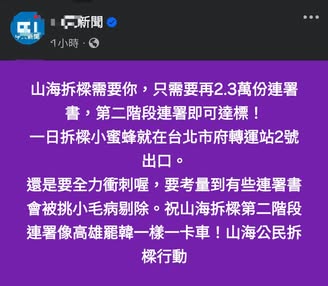 新聞
1小時
山海拆樑需要你，只需要再2.3萬份連署
書，第二階段連署即可達標！
一日拆樑小蜜蜂就在台北市府轉運站2號
出口。
還是要全力衝刺喔，要考量到有些連署書
會被挑小毛病剔除。祝山海拆樑第二階段
連署像高雄罷韓一樣一卡車！山海公民拆
樑行動